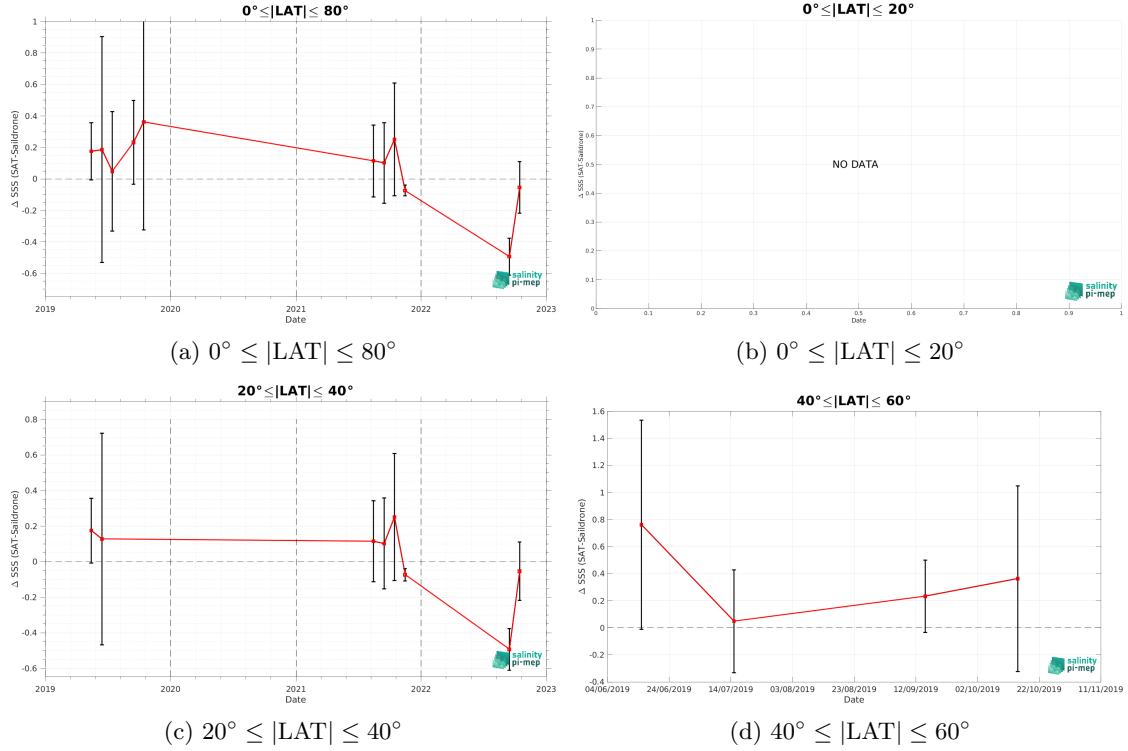 0°≤|LAT|≤ 80°
1
0.8
0.6
0.4
0.2
0
-0.2
-0.4
-0.6
Δ SSS (SAT-Saildrone)
2019
2020
2021
2022
2023
Date
salinity
pi-mep
(a) 0° ≤ |LAT| ≤ 80°
0°≤|LAT|≤ 20°
1
0.9
0.8
0.7
0.6
0.5
0.4
0.3
0.2
0.1
0
Δ SSS (SAT-Saildrone)
NO DATA
0
0.1
0.2
0.3
0.4
0.5
0.6
0.7
0.8
0.9
1
Date
salinity
pi-mep
(b) 0° ≤ |LAT| ≤ 20°
20°≤|LAT|≤ 40°
0.8
0.6
0.4
0.2
0
-0.2
-0.4
-0.6
Δ SSS (SAT-Saildrone)
2019
2020
2021
2022
2023
Date
salinity
pi-mep
(c) 20° ≤ |LAT| ≤ 40°
40°≤|LAT|≤ 60°
1.6
1.4
1.2
1
0.8
0.6
0.4
0.2
0
-0.2
-0.4
Δ SSS (SAT-Saildrone)
04/06/2019
24/06/2019
14/07/2019
03/08/2019
23/08/2019
12/09/2019
02/10/2019
22/10/2019
11/11/2019
Date
salinity
pi-mep
(d) 40° ≤ |LAT| ≤ 60°